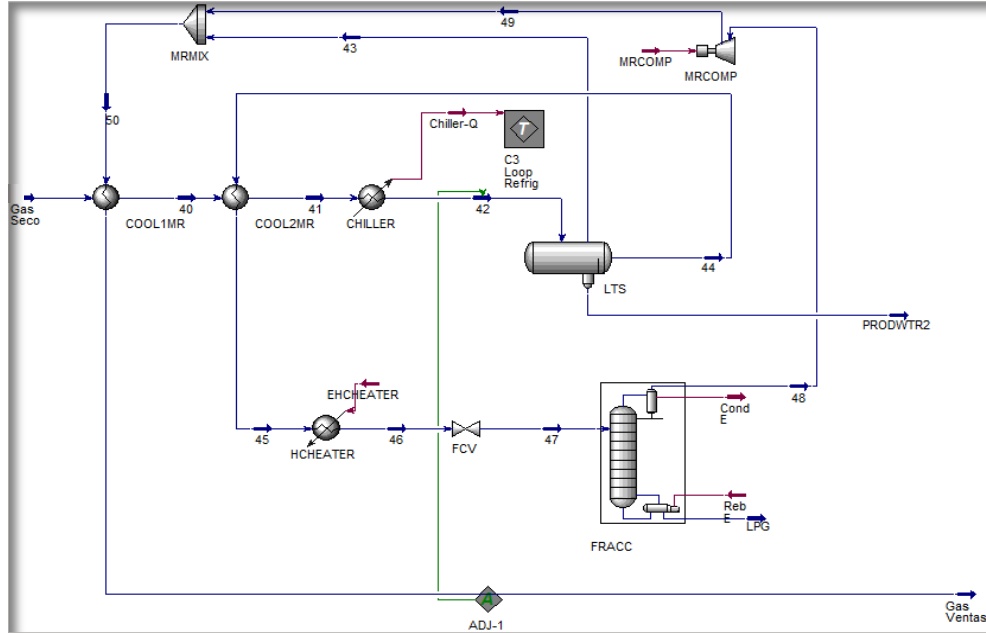 49
43
MRMIX
MRCOMP
MRCOMP
50
Chiller-Q
T
C3
Loop
Refrig
Gas
Seco
40
41
42
COOL1MR
COOL2MR
CHILLER
44
LTS
PRODWTR2
EHCHEATER
48
Cond
E
45
46
47
HCHEATER
FCV
Reb
E
LPG
FRACC
A
ADJ-1
Gas
Ventas